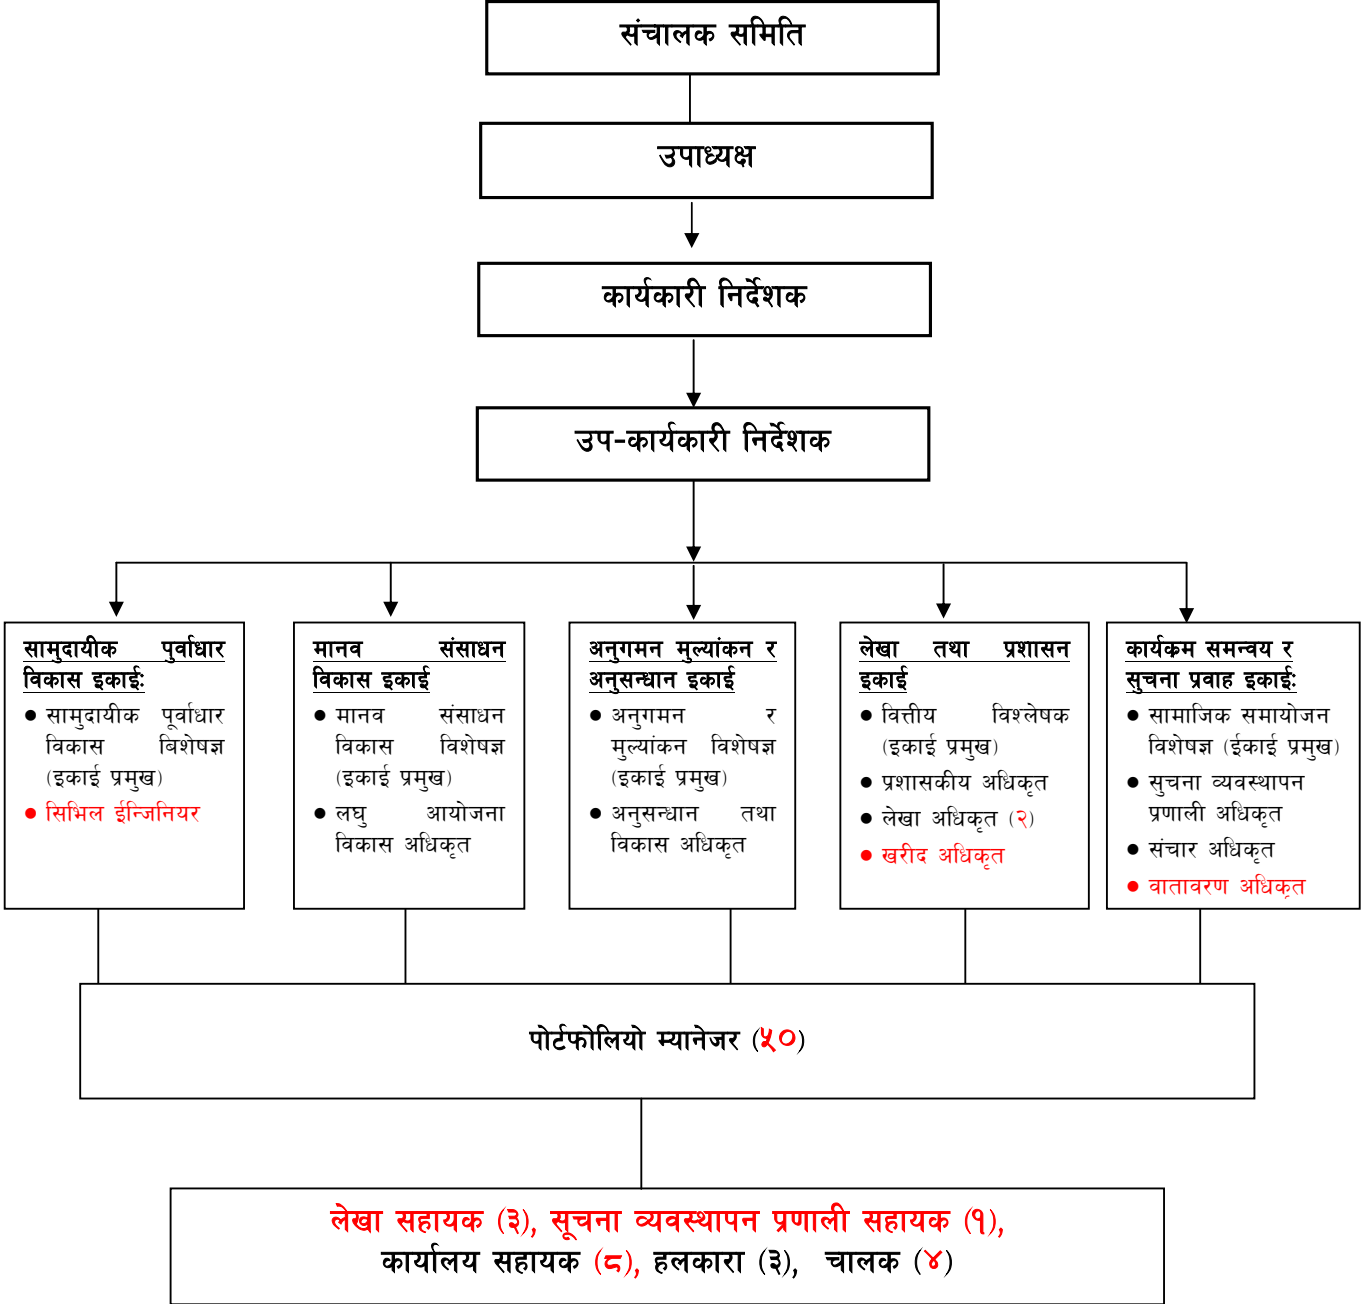 संचालक समिति
उपाध्यक्ष
कार्यकारी निर्देशक
उप-कार्यकारी निर्देशक
सामुदायीक पुर्वाधार
विकास इकाईः
● सामुदायीक पूर्वाधार
विकास विशेषज्ञ
(इकाई प्रमुख)
● सिभिल ईन्जिनियर
मानव संसाधन
विकास इकाई
● मानव संसाधन
विकास विशेषज्ञ
(इकाई प्रमुख)
● लघु आयोजना
विकास अधिकृत
अनुगमन मुल्यांकन र
अनुसन्धान इकाई
● अनुगमन र
मुल्यांकन विशेषज्ञ
(इकाई प्रमुख)
● अनुसन्धान तथा
विकास अधिकृत
लेखा तथा प्रशासन
इकाई
● वित्तीय विश्लेषक
(इकाई प्रमुख)
● प्रशासकीय अधिकृत
● लेखा अधिकृत (२)
● खरीद अधिकृत
कार्यक्रम समन्वय र
सुचना प्रवाह इकाईः
● सामाजिक समायोजन
विशेषज्ञ (ईकाई प्रमुख)
● सुचना व्यवस्थापन
प्रणाली अधिकृत
● संचार अधिकृत
● वातावरण अधिकृत
पोर्टफोलियो म्यानेजर (५०)
लेखा सहायक (३), सूचना व्यवस्थापन प्रणाली सहायक (१),
कार्यालय सहायक (८), हलकारा (३), चालक (४)